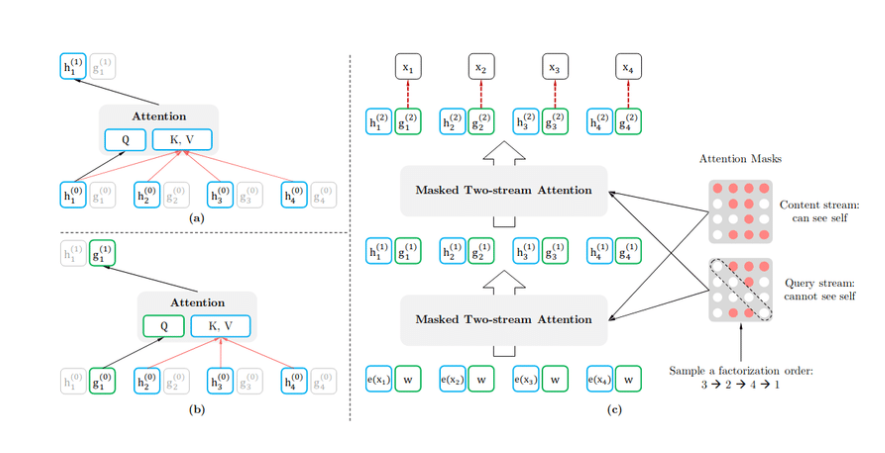 h₁⁽¹⁾ g₁⁽¹⁾
Attention
Q K, V
h₁⁽⁰⁾ g₁⁽⁰⁾ h₂⁽⁰⁾ g₂⁽⁰⁾ h₃⁽⁰⁾ g₃⁽⁰⁾ h₄⁽⁰⁾ g₄⁽⁰⁾
(a)
h₁⁽¹⁾ g₁⁽¹⁾
Attention
Q K, V
h₁⁽⁰⁾ g₁⁽⁰⁾ h₂⁽⁰⁾ g₂⁽⁰⁾ h₃⁽⁰⁾ g₃⁽⁰⁾ h₄⁽⁰⁾ g₄⁽⁰⁾
(b)
x₁ x₂ x₃ x₄
h₁⁽²⁾ g₁⁽²⁾ h₂⁽²⁾ g₂⁽²⁾ h₃⁽²⁾ g₃⁽²⁾ h₄⁽²⁾ g₄⁽²⁾
Masked Two-stream Attention
h₁⁽¹⁾ g₁⁽¹⁾ h₂⁽¹⁾ g₂⁽¹⁾ h₃⁽¹⁾ g₃⁽¹⁾ h₄⁽¹⁾ g₄⁽¹⁾
Masked Two-stream Attention
e(x₁) w e(x₂) w e(x₃) w e(x₄) w
(c)
Attention Masks
Content stream:
can see self
Query stream:
cannot see self
Sample a factorization order:
3 → 2 → 4 → 1